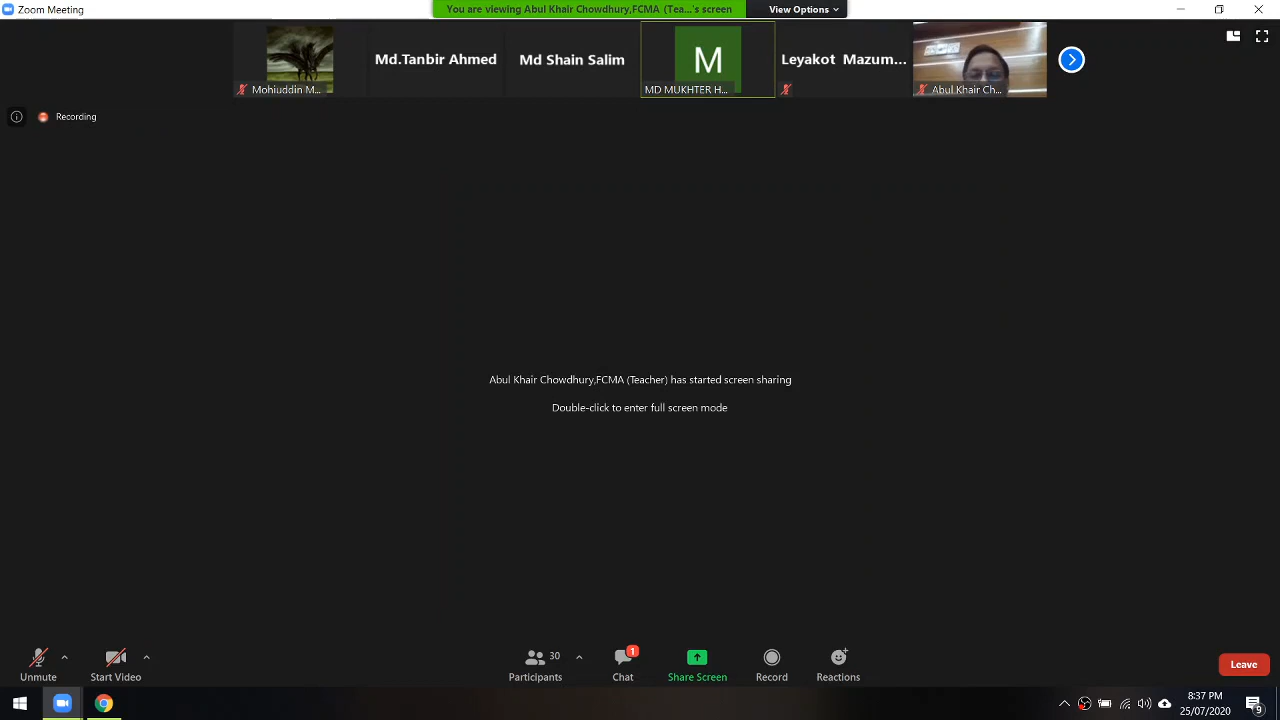 Zoom Meeting
You are viewing Abul Khair Chowdhury,FCMA (Tea...'s screen
View Options
Mohiuddin M...
Md.Tanbir Ahmed
Md Shain Salim
M
MD MUKHTER H...
Leyakot Mazum...
Abul Khair Ch...
Recording
Abul Khair Chowdhury,FCMA (Teacher) has started screen sharing
Double-click to enter full screen mode
Unmute
Start Video
30
Participants
1
Chat
Share Screen
Record
Reactions
Leave
8:37 PM
25/07/2020
9